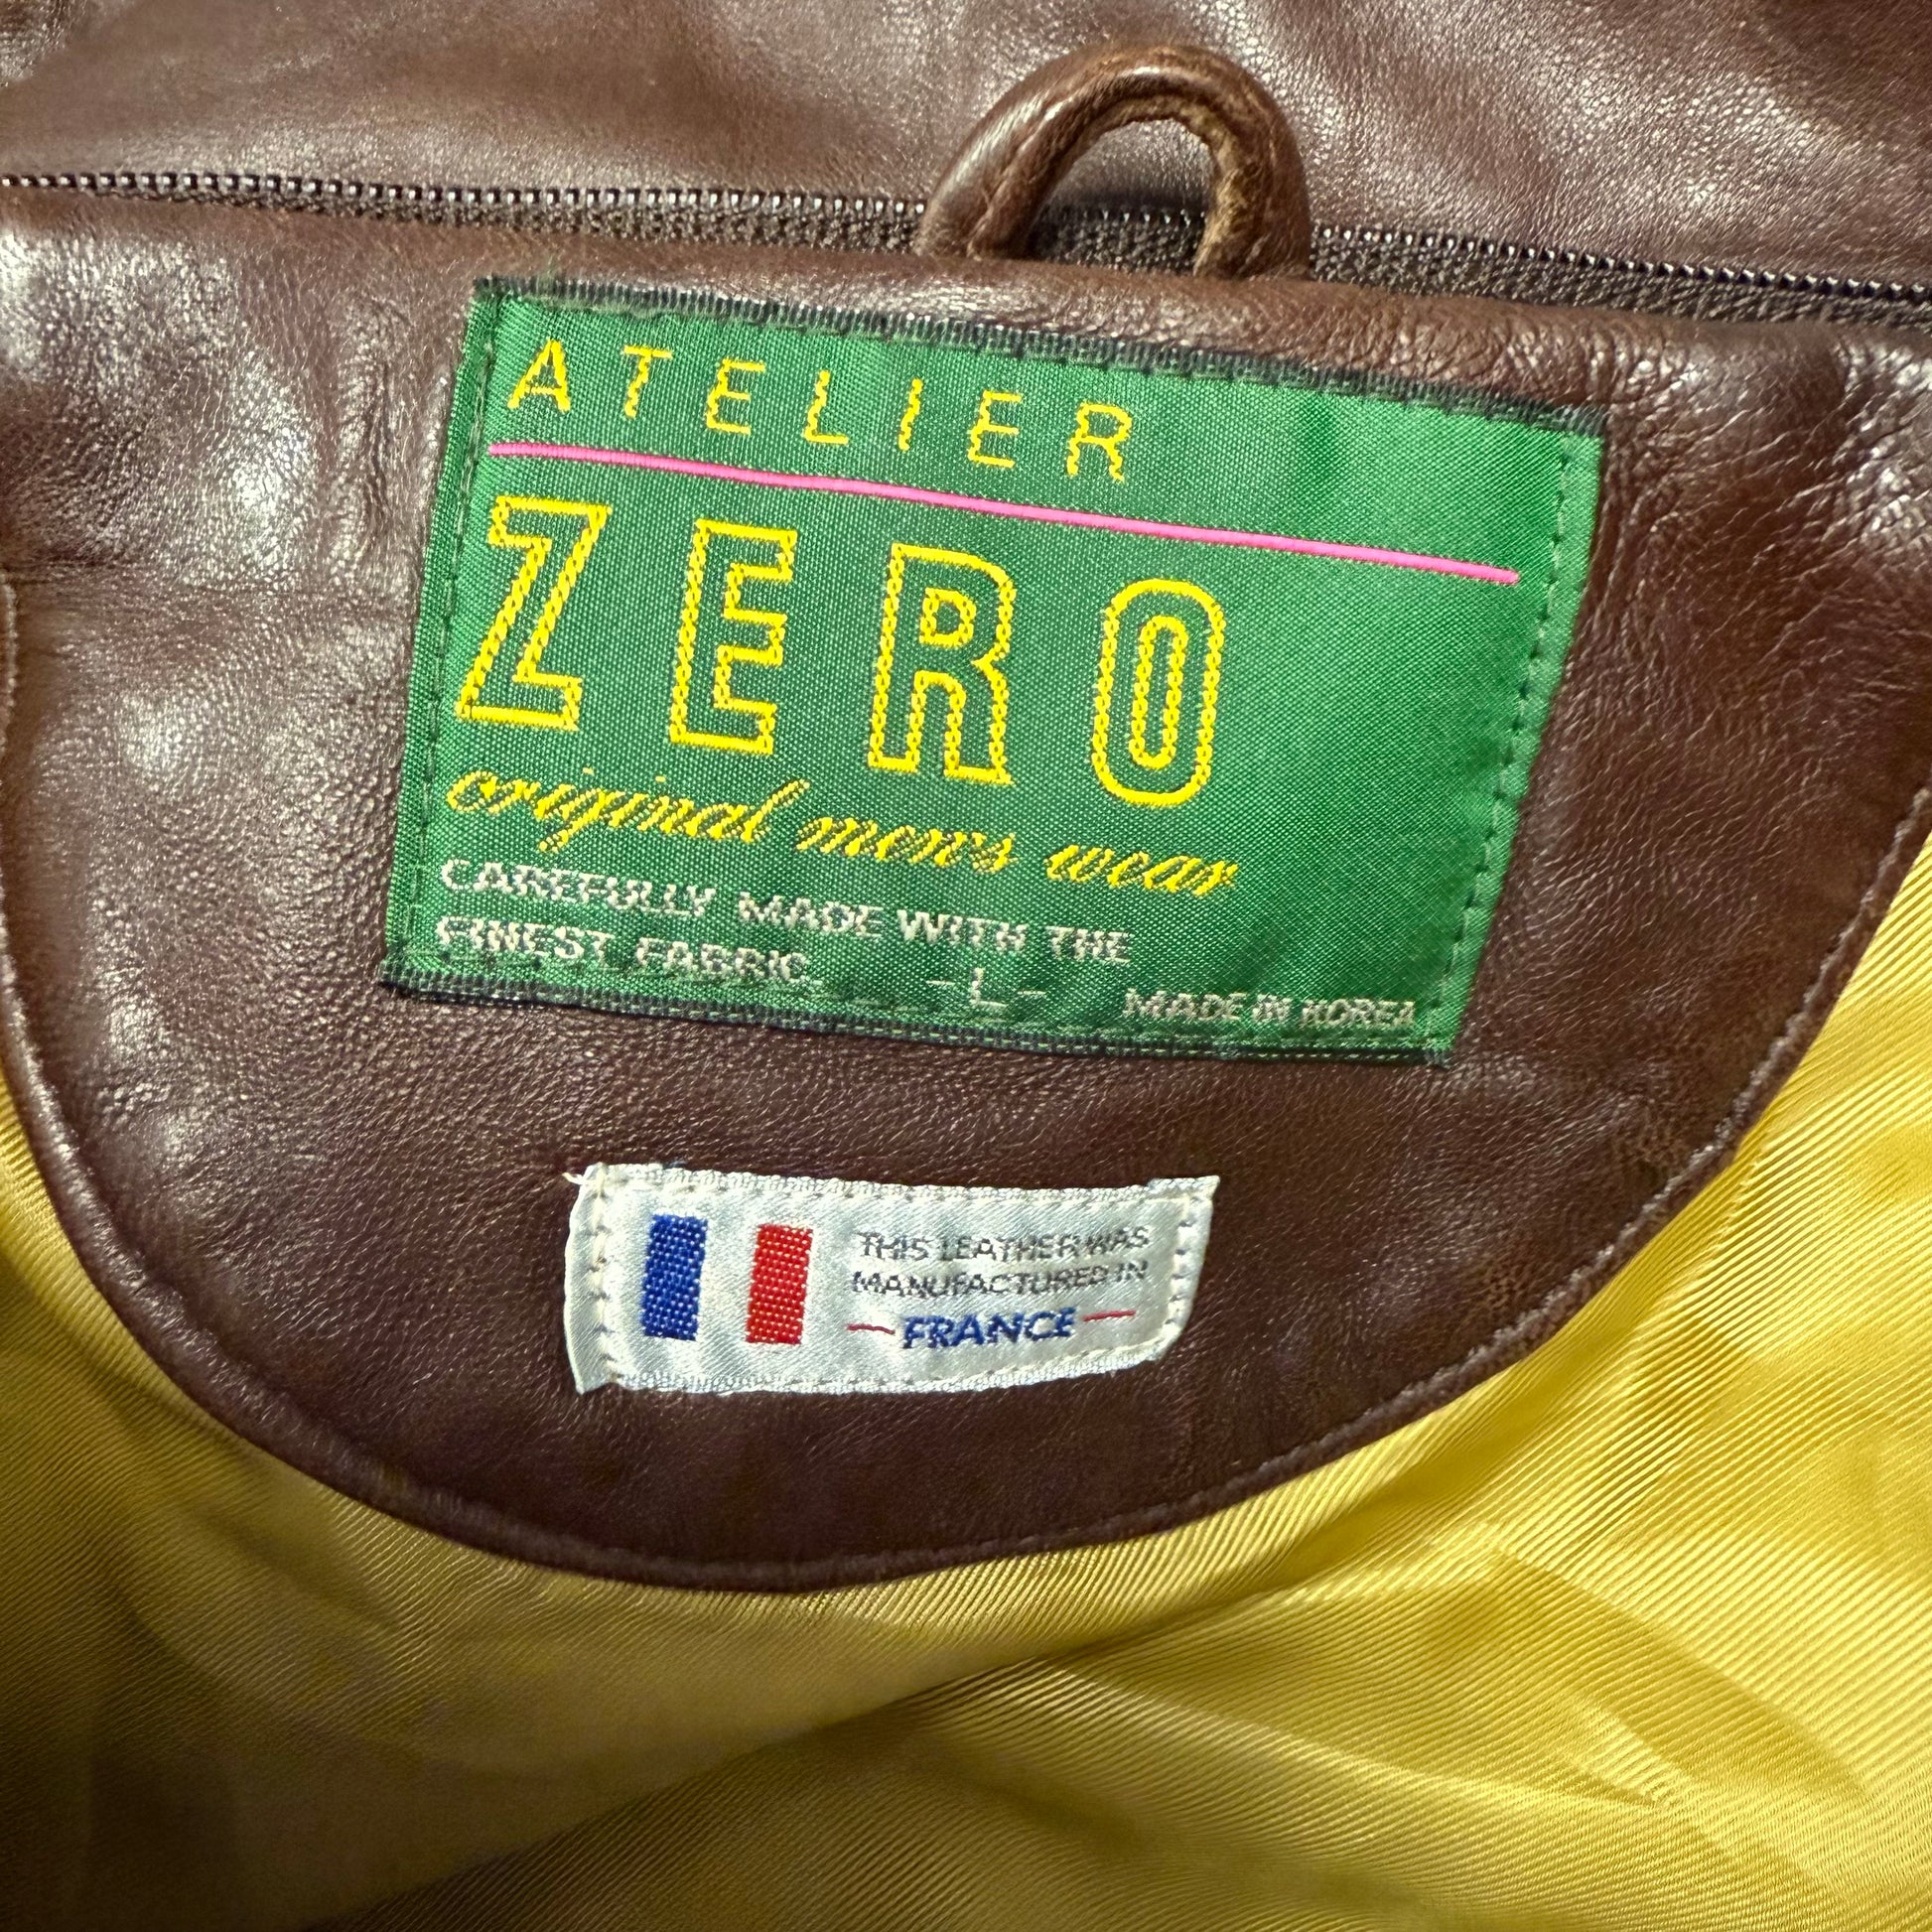 ATELIER
ZERO
original men's wear
CAREFULLY MADE WITH THE
FINEST FABRIC.
-L-
MADE IN KOREA
THIS LEATHER WAS
MANUFACTURED IN
FRANCE